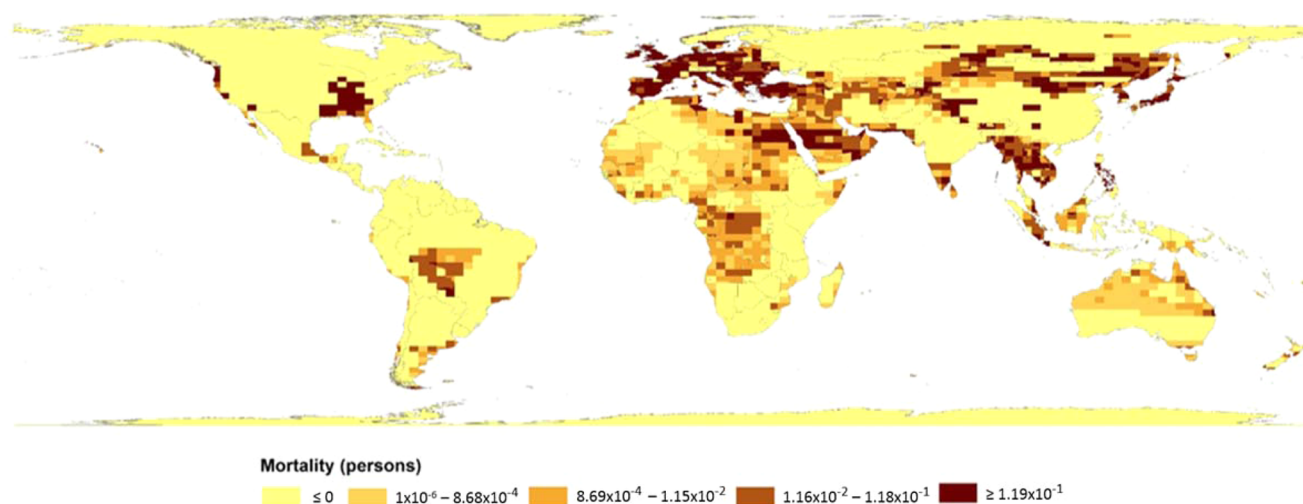 Mortality (persons)
≤ 0 1x10⁻⁶ – 8.68x10⁻⁴ 8.69x10⁻⁴ – 1.15x10⁻² 1.16x10⁻² – 1.18x10⁻¹ ≥ 1.19x10⁻¹